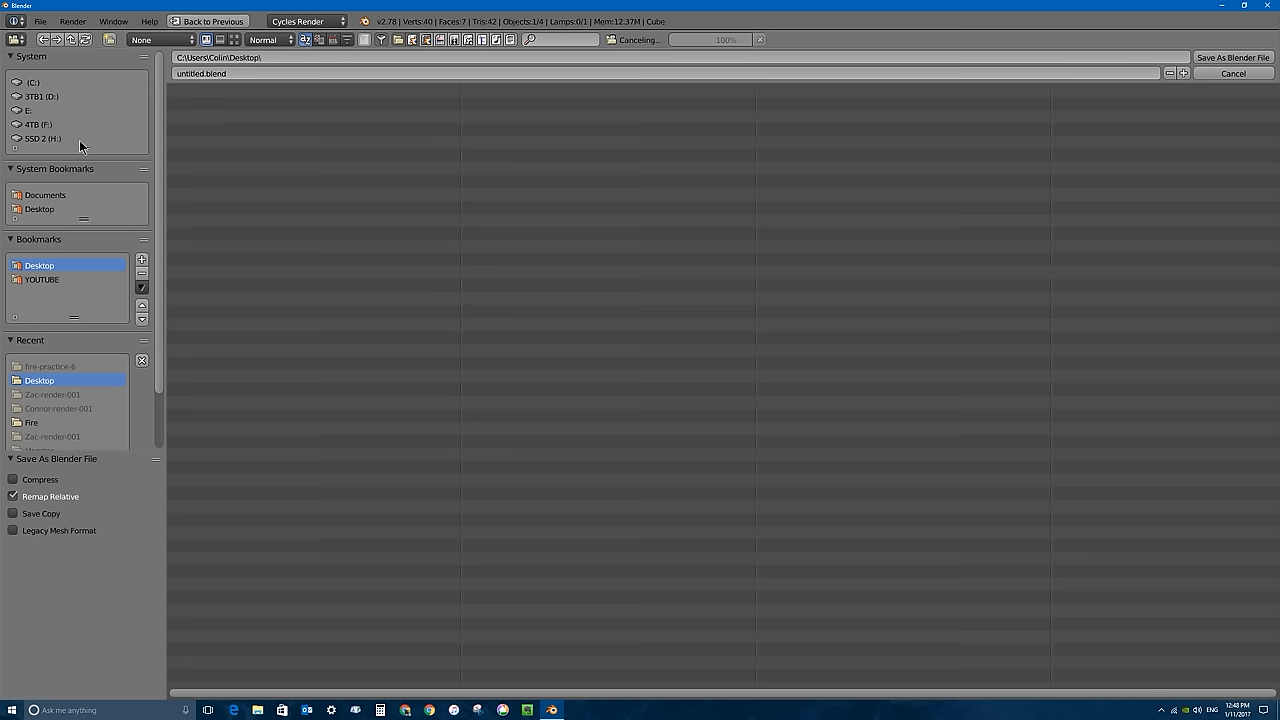 Blender
File Render Window Help Back to Previous Cycles Render v2.78 | Verts:40 | Faces:7 | Tris:42 | Objects:1/4 | Lamps:0/1 | Mem:12.37M | Cube
None Normal Canceling... 100%
System
C:\Users\Colin\Desktop\ Save As Blender File
untitled.blend Cancel
(C:)
3TB1 (D:)
E:
4TB (F:)
SSD 2 (H:)
System Bookmarks
Documents
Desktop
Bookmarks
Desktop
YOUTUBE
Recent
fire-practice-6
Desktop
Zac-render-001
Connor-render-001
Fire
Zac-render-001
Save As Blender File
Compress
Remap Relative
Save Copy
Legacy Mesh Format
Ask me anything
ENG
12:48 PM
1/11/2017